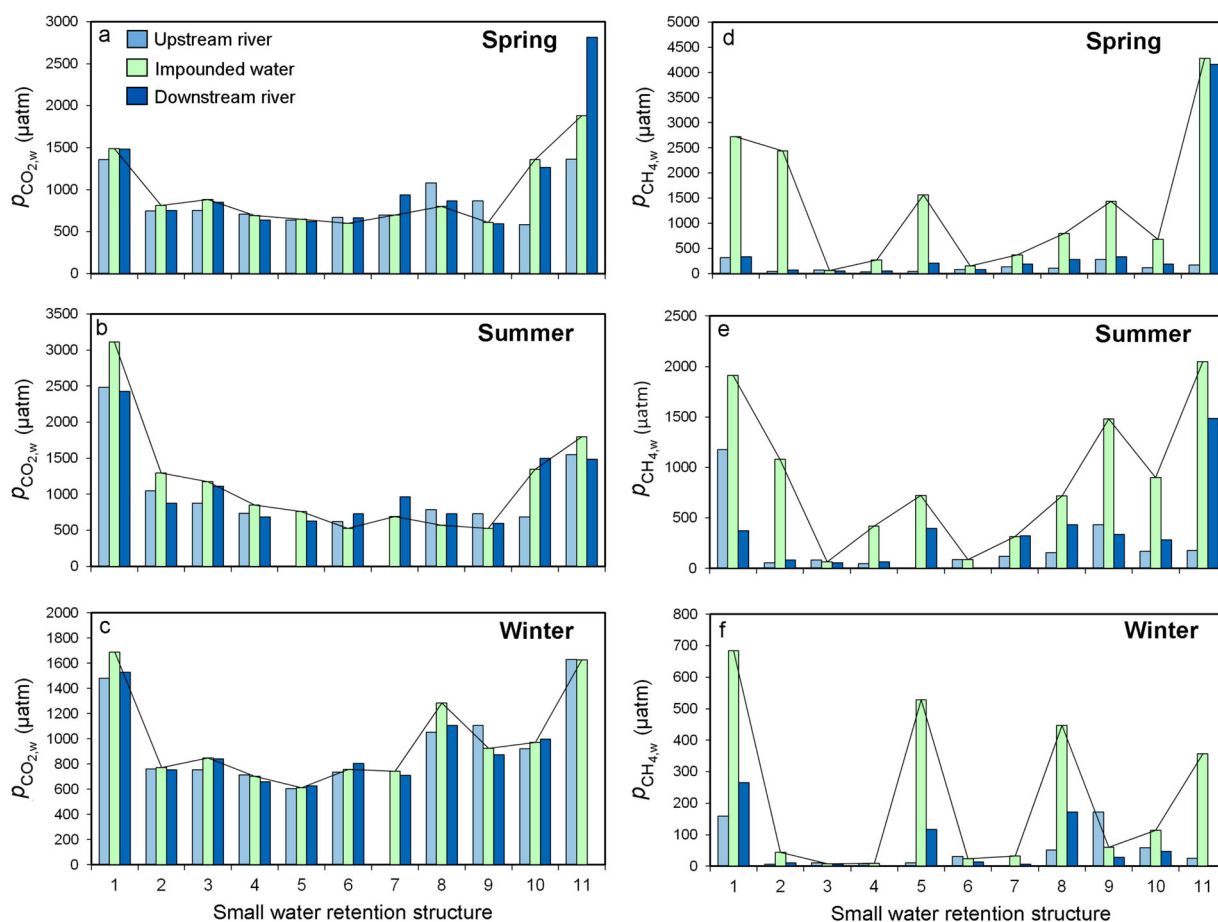 a
Spring
Upstream river
Impounded water
Downstream river
3000
2500
2000
1500
1000
500
0
pCO2,w (µatm)
d
Spring
5000
4500
4000
3500
3000
2500
2000
1500
1000
500
0
pCH4,w (µatm)
b
Summer
3500
3000
2500
2000
1500
1000
500
0
pCO2,w (µatm)
e
Summer
2500
2000
1500
1000
500
0
pCH4,w (µatm)
c
Winter
2000
1800
1600
1400
1200
1000
800
600
400
200
0
pCO2,w (µatm)
1 2 3 4 5 6 7 8 9 10 11
Small water retention structure
f
Winter
800
700
600
500
400
300
200
100
0
pCH4,w (µatm)
1 2 3 4 5 6 7 8 9 10 11
Small water retention structure